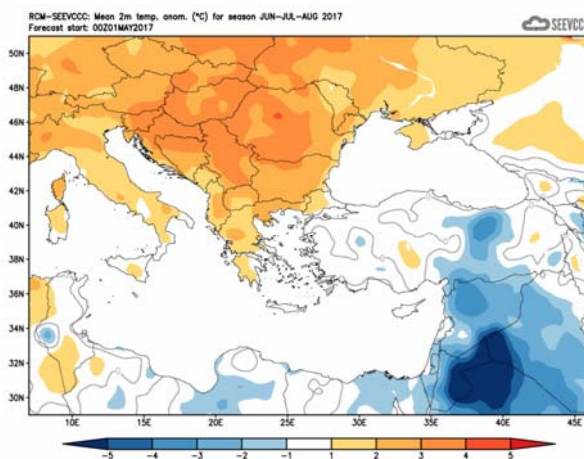 RCM-SEEVCCC: Mean 2m temp. anom. (°C) for season JUN-JUL-AUG 2017
Forecast start: 00Z01MAY2017
SEEVCCC
50N
48N
46N
44N
42N
40N
38N
36N
34N
32N
30N
10E 15E 20E 25E 30E 35E 40E 45E
-5 -4 -3 -2 -1 1 2 3 4 5